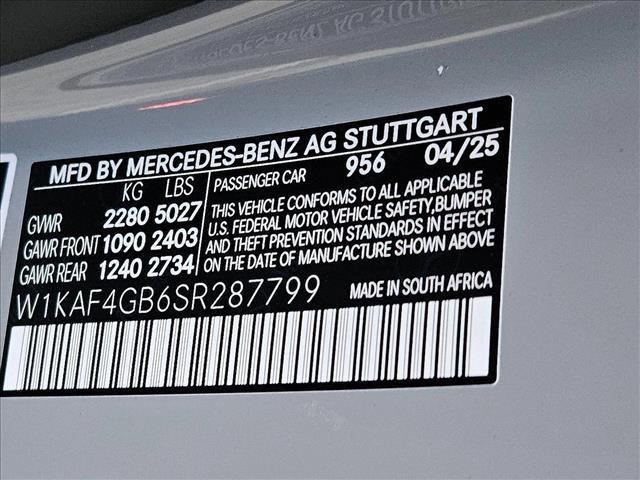 MFD BY MERCEDES-BENZ AG STUTTGART
KG LBS
GVWR 2280 5027
GAWR FRONT 1090 2403
GAWR REAR 1240 2734
PASSENGER CAR 956 04/25
THIS VEHICLE CONFORMS TO ALL APPLICABLE
U.S. FEDERAL MOTOR VEHICLE SAFETY, BUMPER
AND THEFT PREVENTION STANDARDS IN EFFECT
ON THE DATE OF MANUFACTURE SHOWN ABOVE
W1KAF4GB6SR287799
MADE IN SOUTH AFRICA